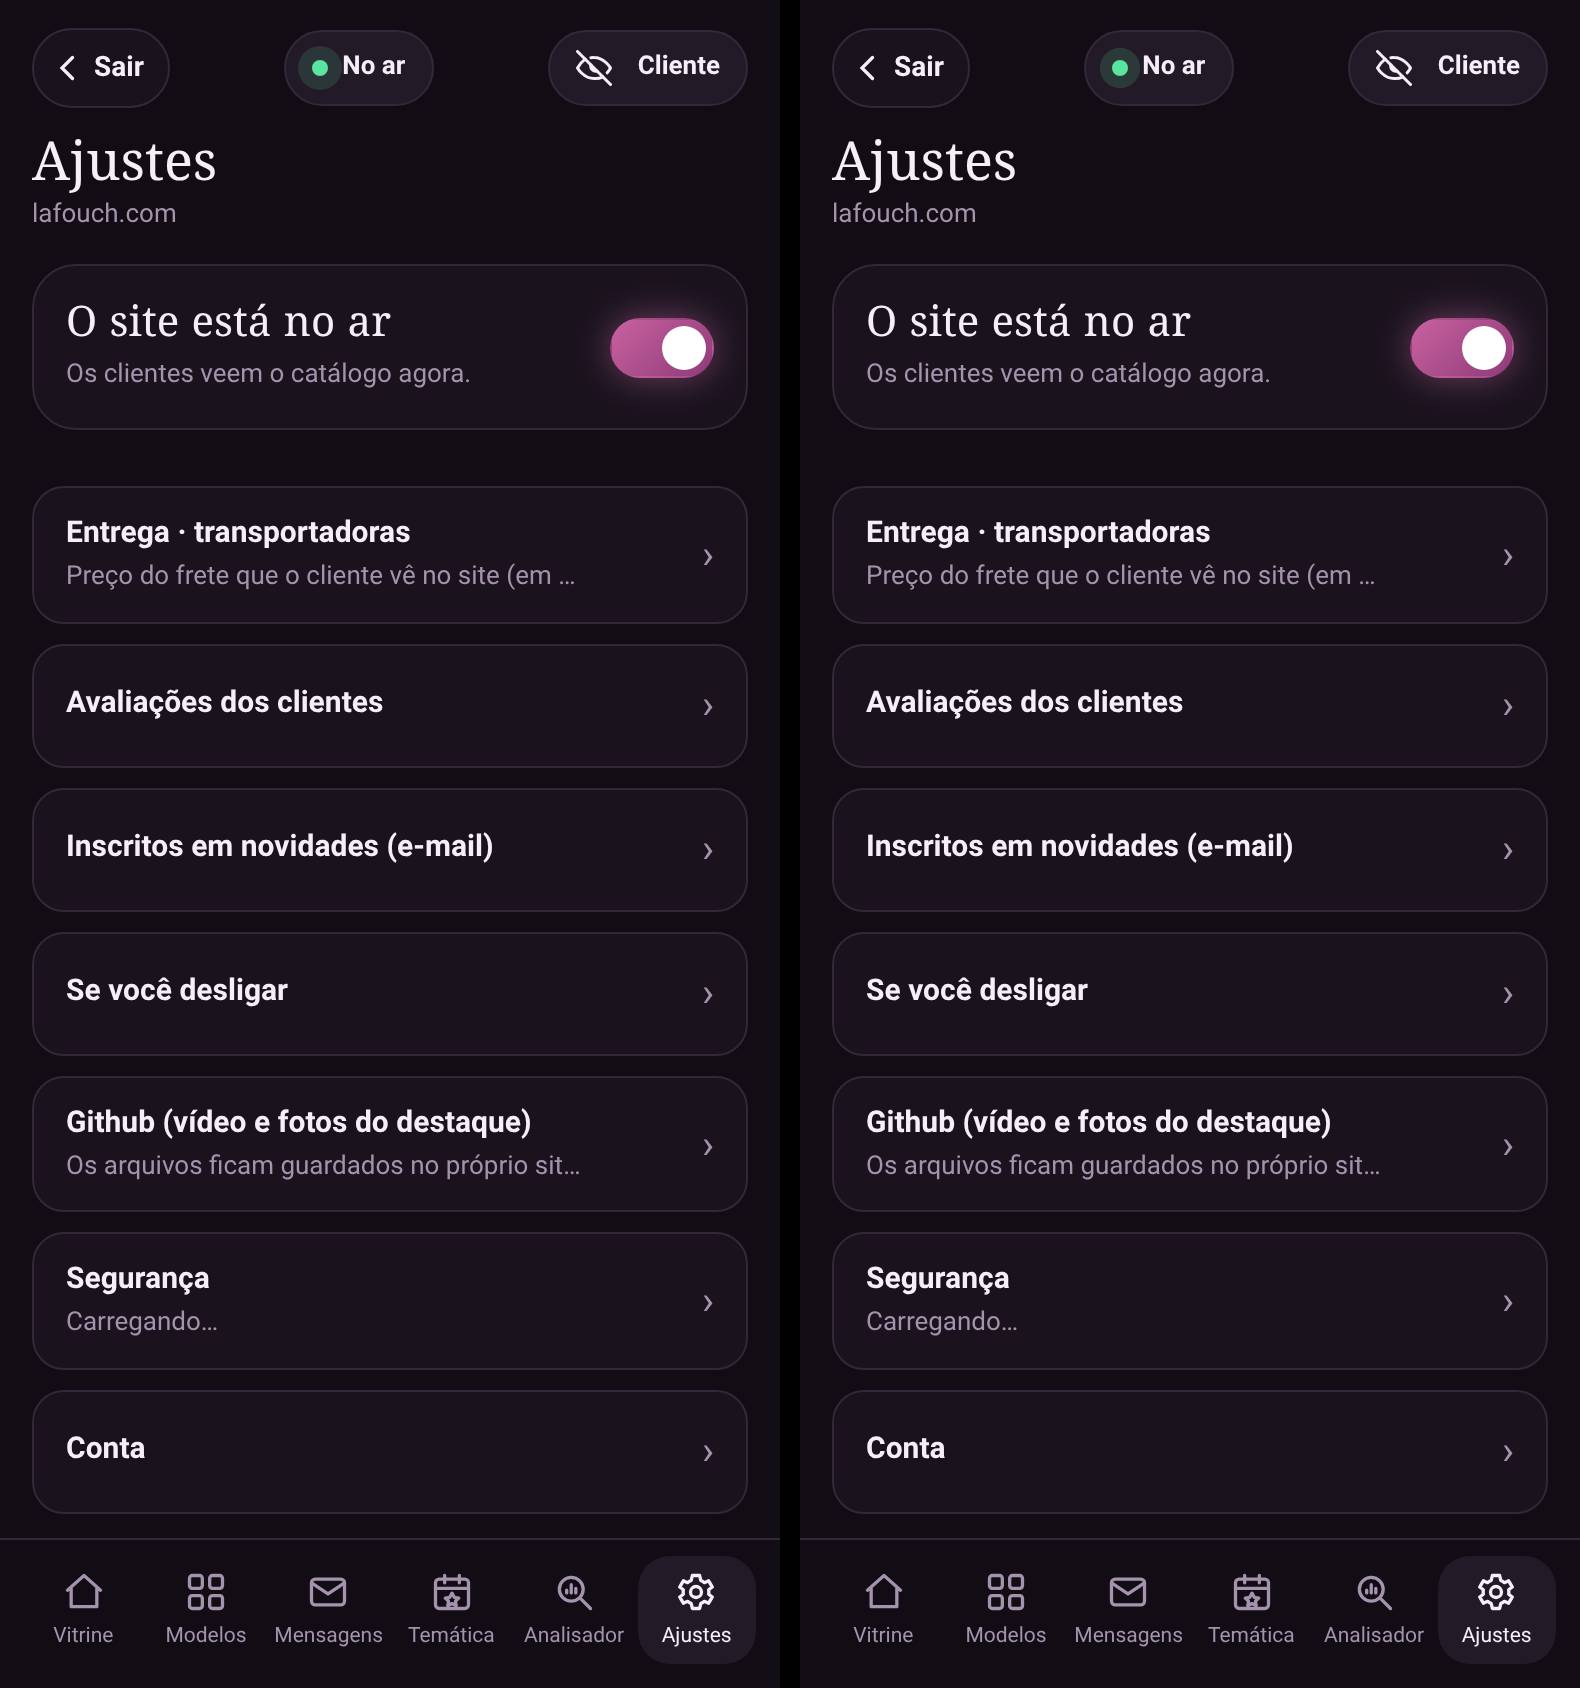 Sair
No ar
Cliente
Ajustes
lafouch.com
O site está no ar
Os clientes veem o catálogo agora.
Entrega · transportadoras
Preço do frete que o cliente vê no site (em ...
Avaliações dos clientes
Inscritos em novidades (e-mail)
Se você desligar
Github (vídeo e fotos do destaque)
Os arquivos ficam guardados no próprio sit...
Segurança
Carregando...
Conta
Vitrine
Modelos
Mensagens
Temática
Analisador
Ajustes
Sair
No ar
Cliente
Ajustes
lafouch.com
O site está no ar
Os clientes veem o catálogo agora.
Entrega · transportadoras
Preço do frete que o cliente vê no site (em ...
Avaliações dos clientes
Inscritos em novidades (e-mail)
Se você desligar
Github (vídeo e fotos do destaque)
Os arquivos ficam guardados no próprio sit...
Segurança
Carregando...
Conta
Vitrine
Modelos
Mensagens
Temática
Analisador
Ajustes